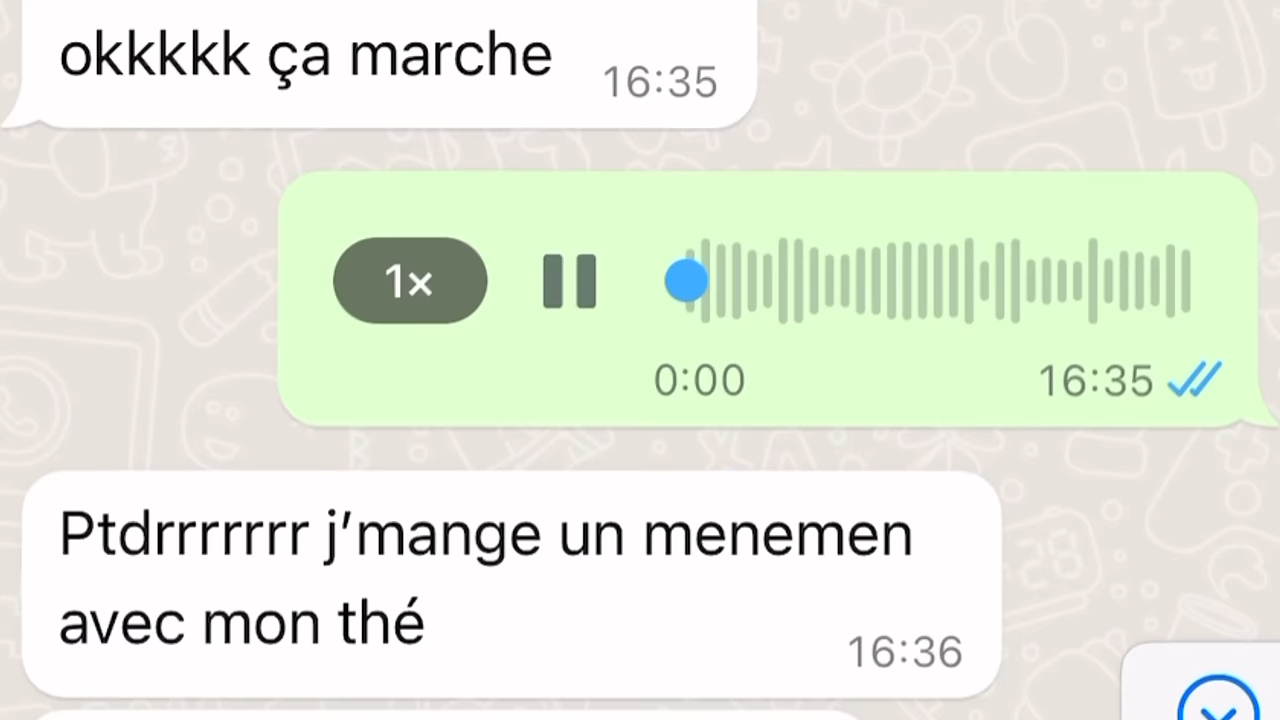 okkkkk ça marche
16:35
1×
0:00
16:35
Ptdrrrrrrr j'mange un menemen
avec mon thé
16:36